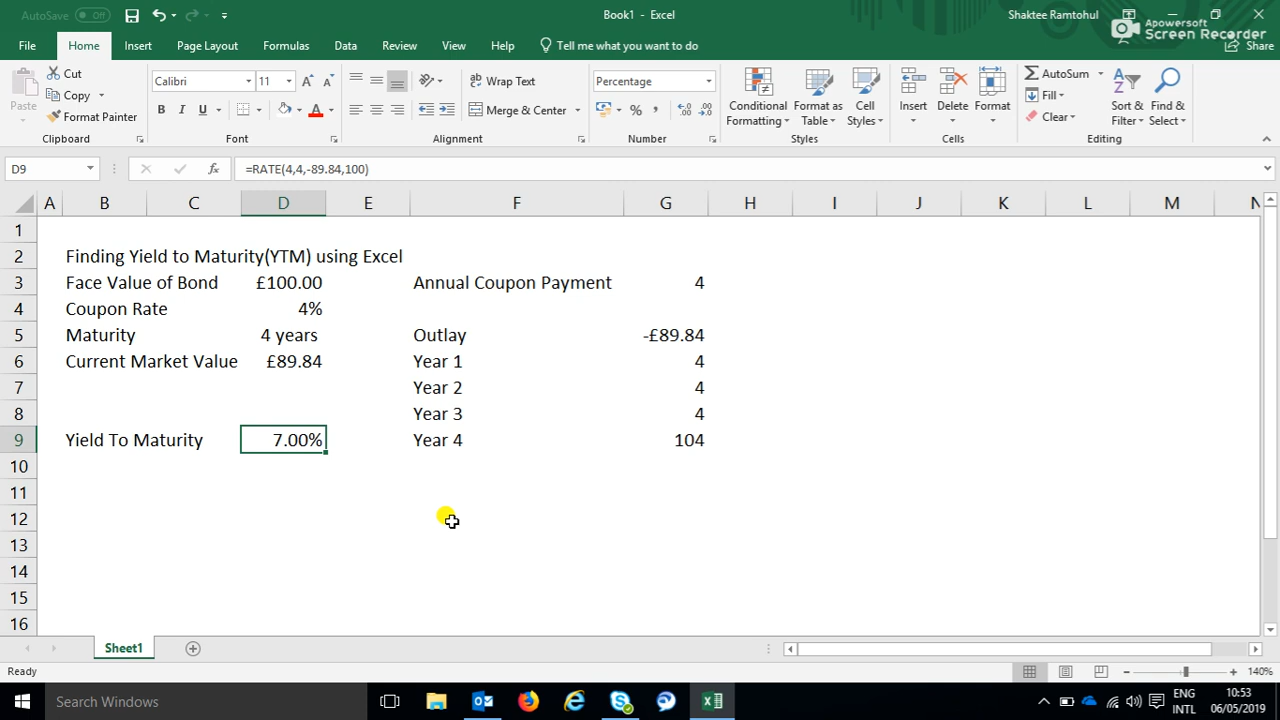 AutoSave Off
Book1 - Excel
Shaktee Ramtohul
Apowersoft
Screen Recorder
File Home Insert Page Layout Formulas Data Review View Help Tell me what you want to do Share
Paste
Cut
Copy
Format Painter
Clipboard
Calibri 11
B I U
Font
Wrap Text
Merge & Center
Alignment
Percentage
Number
Conditional Formatting
Format as Table
Cell Styles
Styles
Insert
Delete
Format
Cells
AutoSum
Fill
Clear
Sort & Filter
Find & Select
Editing
D9 fx =RATE(4,4,-89.84,100)
A B C D E F G H I J K L M N
1
2 Finding Yield to Maturity(YTM) using Excel
3 Face Value of Bond £100.00 Annual Coupon Payment 4
4 Coupon Rate 4%
5 Maturity 4 years Outlay -£89.84
6 Current Market Value £89.84 Year 1 4
7 Year 2 4
8 Year 3 4
9 Yield To Maturity 7.00% Year 4 104
10
11
12
13
14
15
16
Sheet1
Ready 140%
Search Windows
ENG
INTL
10:53
06/05/2019